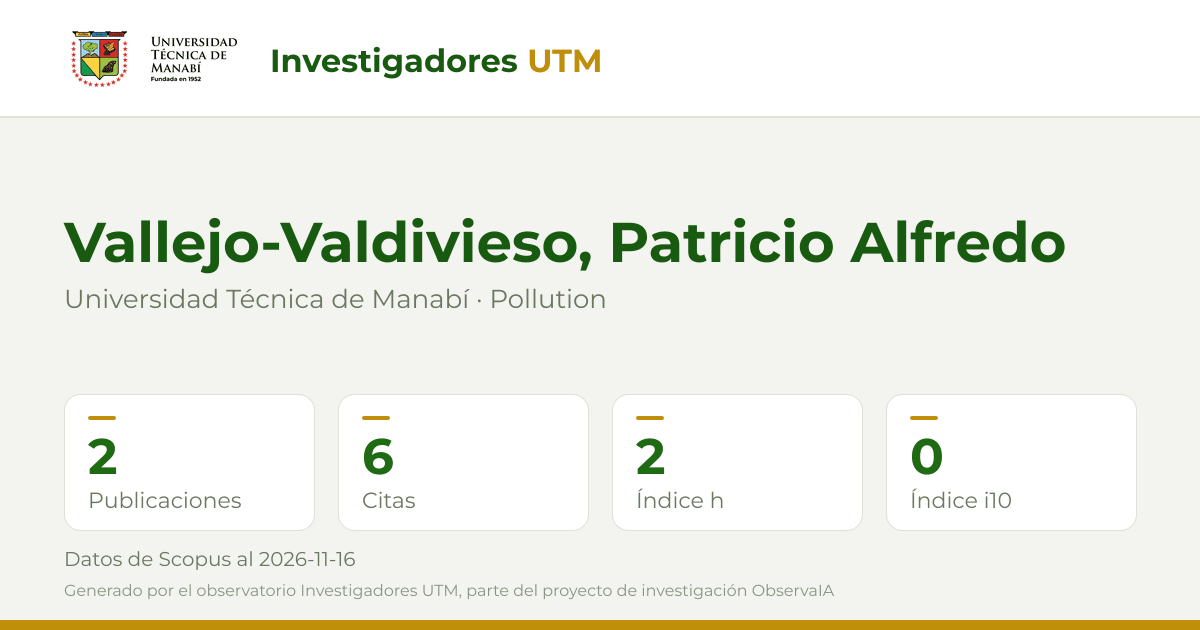 UNIVERSIDAD
TÉCNICA DE
MANABÍ
Fundada en 1952
Investigadores UTM
Vallejo-Valdivieso, Patricio Alfredo
Universidad Técnica de Manabí · Pollution
2
Publicaciones
6
Citas
2
Índice h
0
Índice i10
Datos de Scopus al 2026-11-16
Generado por el observatorio Investigadores UTM, parte del proyecto de investigación ObservaIA